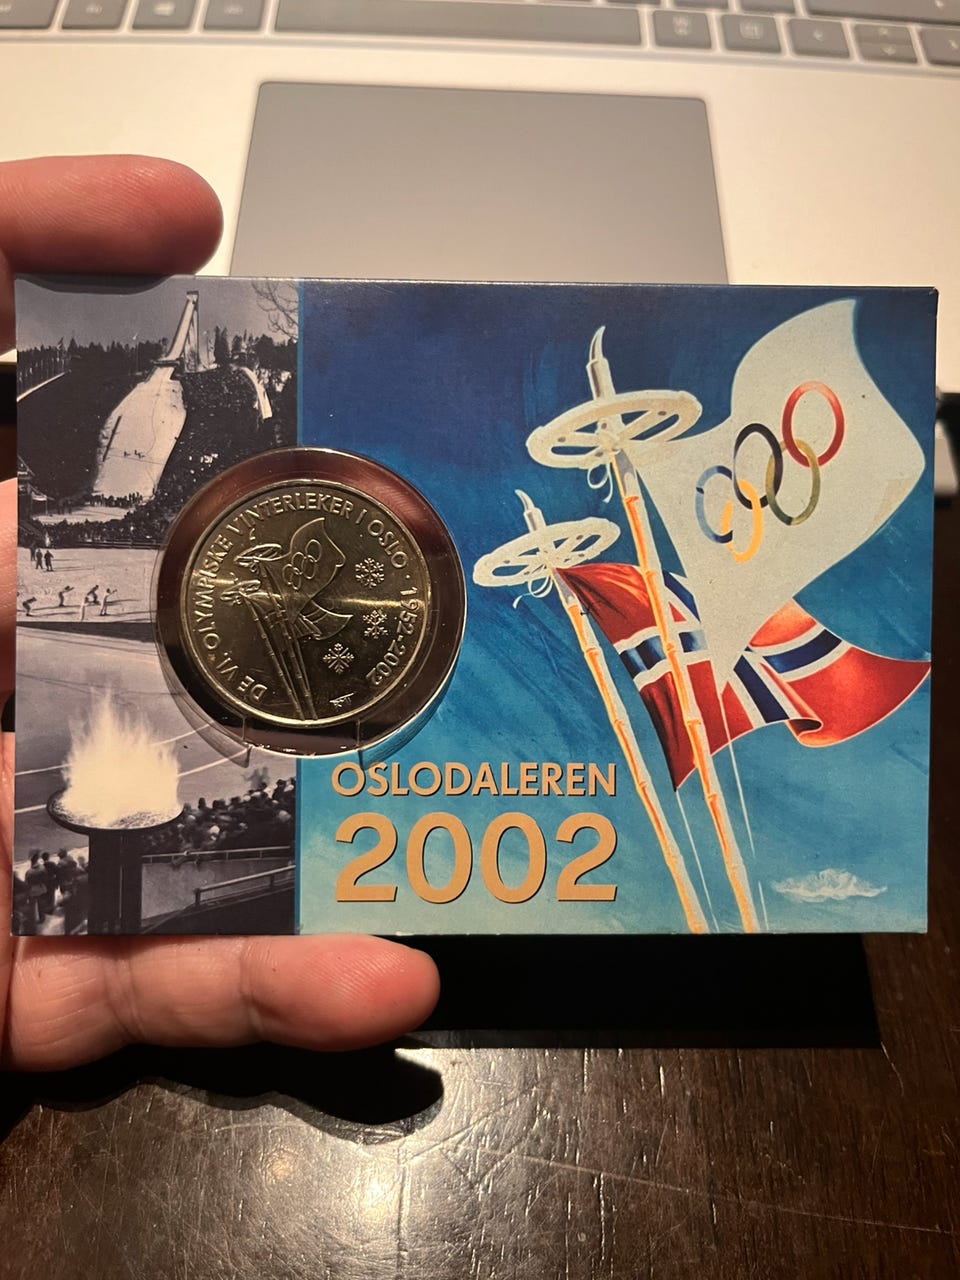 DE VI. OLYMPISKE VINTERLEKER I OSLO · 1952-2002
OSLODALEREN
2002